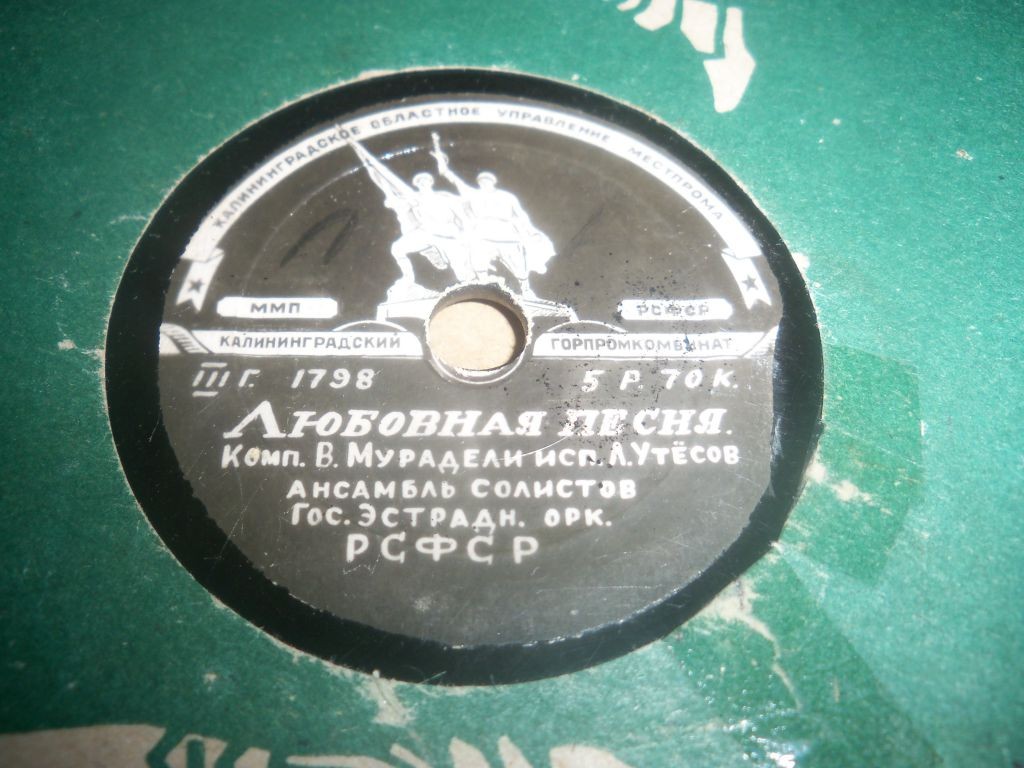 КАЛИНИНГРАДСКОЕ ОБЛАСТНОЕ УПРАВЛЕНИЕ МЕСТПРОМА
ММП РСФСР
КАЛИНИНГРАДСКИЙ ГОРПРОМКОМБИНАТ
III Г. 1798 5 Р. 70 К.
ЛЮБОВНАЯ ПЕСНЯ.
КОМП. В. МУРАДЕЛИ ИСП. Л. УТЁСОВ
АНСАМБЛЬ СОЛИСТОВ
ГОС. ЭСТРАДН. ОРК.
РСФСР